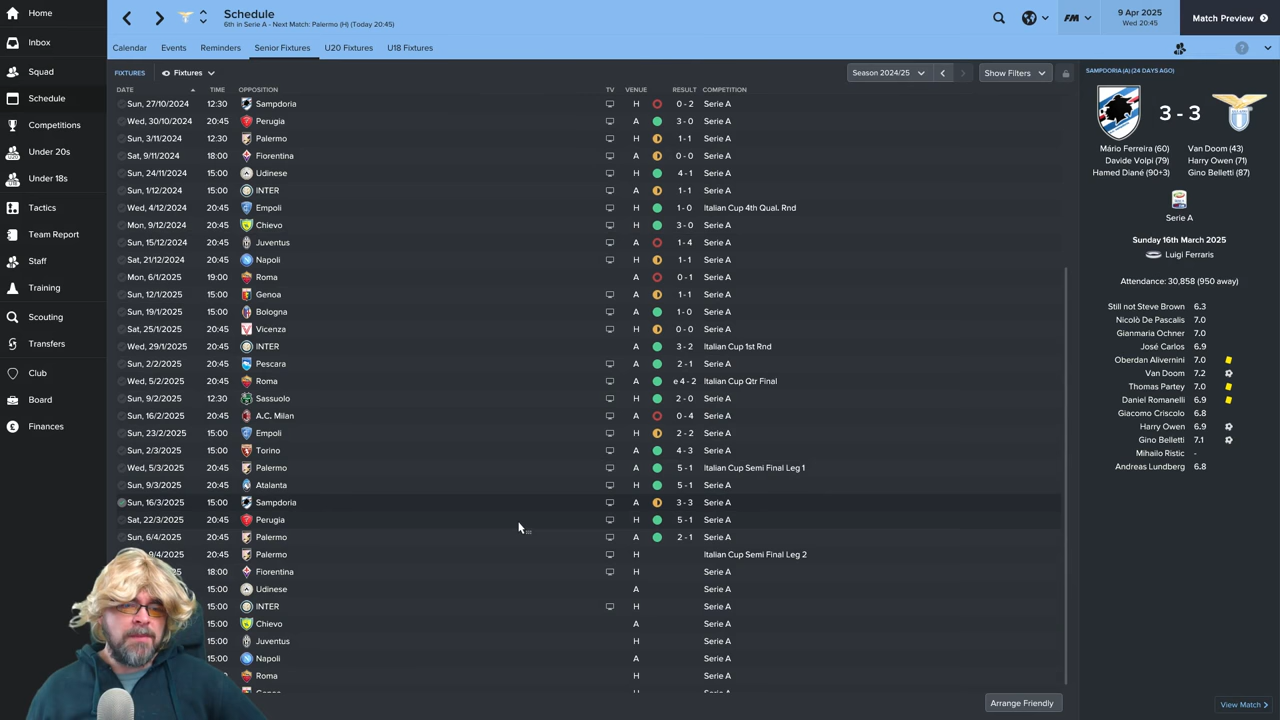 Home
Inbox
Squad
Schedule
Competitions
Under 20s
Under 18s
Tactics
Team Report
Staff
Training
Scouting
Transfers
Club
Board
Finances
Schedule
6th in Serie A - Next Match: Palermo (H) (Today 20:45)
FM
9 Apr 2025
Wed 20:45
Match Preview
Calendar Events Reminders Senior Fixtures U20 Fixtures U18 Fixtures
FIXTURES Fixtures Season 2024/25 Show Filters
DATE TIME OPPOSITION TV VENUE RESULT COMPETITION
Sun, 27/10/2024 12:30 Sampdoria H 0 - 2 Serie A
Wed, 30/10/2024 20:45 Perugia A 3 - 0 Serie A
Sun, 3/11/2024 12:30 Palermo H 1 - 1 Serie A
Sat, 9/11/2024 18:00 Fiorentina A 0 - 0 Serie A
Sun, 24/11/2024 15:00 Udinese H 4 - 1 Serie A
Sun, 1/12/2024 15:00 INTER A 1 - 1 Serie A
Wed, 4/12/2024 20:45 Empoli H 1 - 0 Italian Cup 4th Qual. Rnd
Mon, 9/12/2024 20:45 Chievo H 3 - 0 Serie A
Sun, 15/12/2024 20:45 Juventus A 1 - 4 Serie A
Sat, 21/12/2024 20:45 Napoli H 1 - 1 Serie A
Mon, 6/1/2025 19:00 Roma A 0 - 1 Serie A
Sun, 12/1/2025 15:00 Genoa A 1 - 1 Serie A
Sun, 19/1/2025 15:00 Bologna A 1 - 0 Serie A
Sat, 25/1/2025 20:45 Vicenza H 0 - 0 Serie A
Wed, 29/1/2025 20:45 INTER A 3 - 2 Italian Cup 1st Rnd
Sun, 2/2/2025 20:45 Pescara A 2 - 1 Serie A
Wed, 5/2/2025 20:45 Roma A e 4 - 2 Italian Cup Qtr Final
Sun, 9/2/2025 12:30 Sassuolo H 2 - 0 Serie A
Sun, 16/2/2025 20:45 A.C. Milan A 0 - 4 Serie A
Sun, 23/2/2025 15:00 Empoli H 2 - 2 Serie A
Sun, 2/3/2025 15:00 Torino A 4 - 3 Serie A
Wed, 5/3/2025 20:45 Palermo A 5 - 1 Italian Cup Semi Final Leg 1
Sun, 9/3/2025 20:45 Atalanta H 5 - 1 Serie A
Sun, 16/3/2025 15:00 Sampdoria A 3 - 3 Serie A
Sat, 22/3/2025 20:45 Perugia H 5 - 1 Serie A
Sun, 6/4/2025 20:45 Palermo A 2 - 1 Serie A
9/4/2025 20:45 Palermo H Italian Cup Semi Final Leg 2
18:00 Fiorentina H Serie A
15:00 Udinese A Serie A
15:00 INTER H Serie A
15:00 Chievo A Serie A
15:00 Juventus H Serie A
15:00 Napoli A Serie A
15:00 Roma H Serie A
Arrange Friendly
SAMPDORIA (A) (24 DAYS AGO)
3 - 3
Mário Ferreira (60) Van Doom (43)
Davide Volpi (79) Harry Owen (71)
Hamed Diané (90+3) Gino Belletti (87)
Serie A
Sunday 16th March 2025
Luigi Ferraris
Attendance: 30,858 (950 away)
Still not Steve Brown 6.3
Nicolò De Pascalis 7.0
Gianmaria Ochner 7.0
José Carlos 6.9
Oberdan Alivernini 7.0
Van Doom 7.2
Thomas Partey 7.0
Daniel Romanelli 6.9
Giacomo Criscolo 6.8
Harry Owen 6.9
Gino Belletti 7.1
Mihailo Ristic -
Andreas Lundberg 6.8
View Match